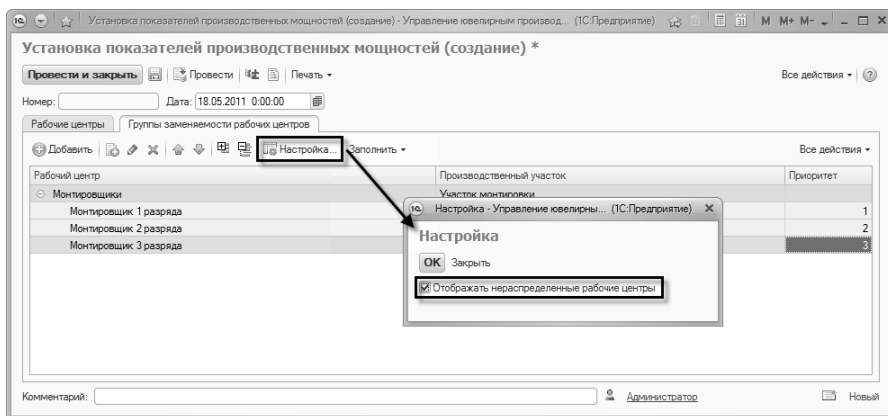 Установка показателей производственных мощностей (создание) - Управление ювелирным производ... (1С:Предприятие) M M+ M-
Установка показателей производственных мощностей (создание) *
Провести и закрыть Провести Печать Все действия
Номер: Дата: 18.05.2011 0:00:00
Рабочие центры Группы заменяемости рабочих центров
Добавить Настройка... Заполнить Все действия
Рабочий центр Производственный участок Приоритет
Монтировщики Участок монтировки
Монтировщик 1 разряда 1
Монтировщик 2 разряда 2
Монтировщик 3 разряда 3
Настройка - Управление ювелирны... (1С:Предприятие)
Настройка
OK Закрыть
Отображать нераспределенные рабочие центры
Комментарий: Администратор Новый